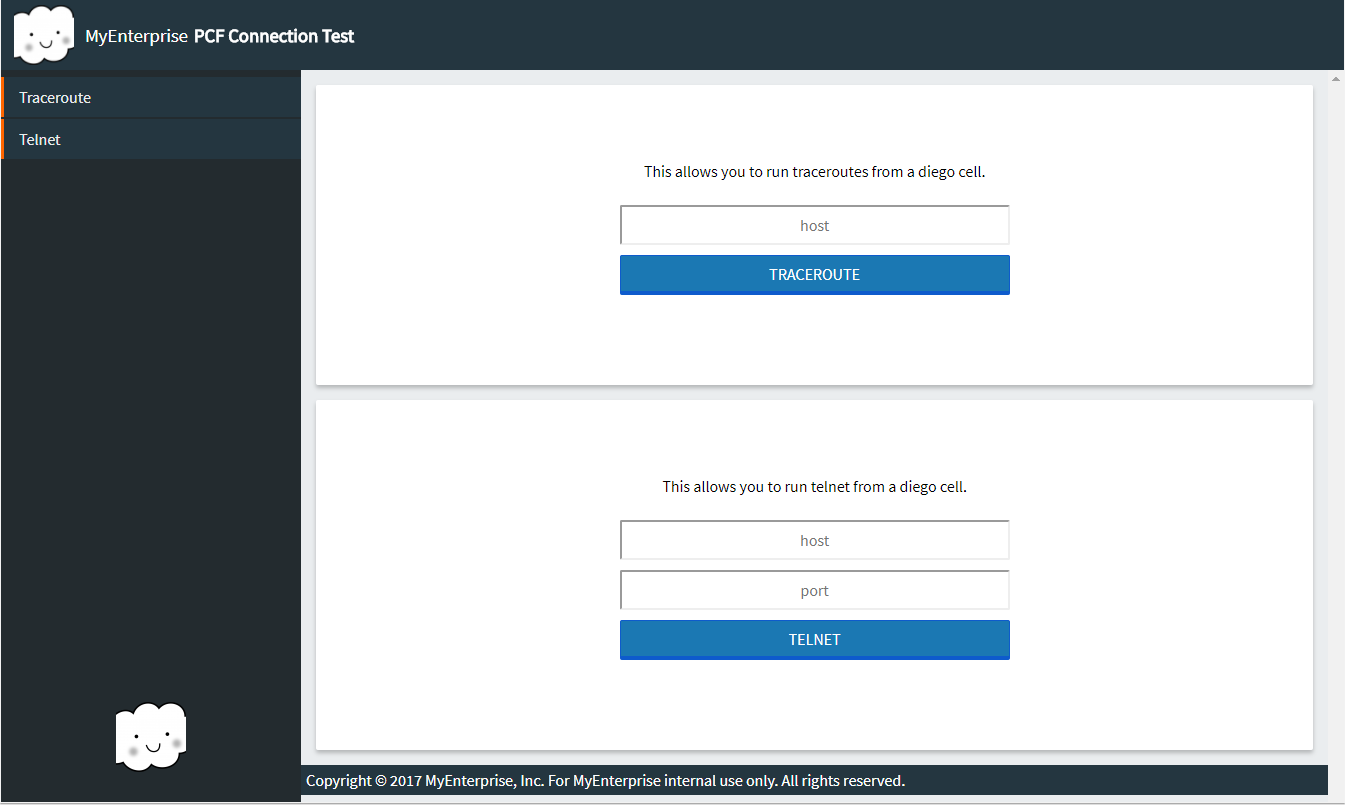 MyEnterprise PCF Connection Test
Traceroute
Telnet
This allows you to run traceroutes from a diego cell.
host
TRACEROUTE
This allows you to run telnet from a diego cell.
host
port
TELNET
Copyright © 2017 MyEnterprise, Inc. For MyEnterprise internal use only. All rights reserved.